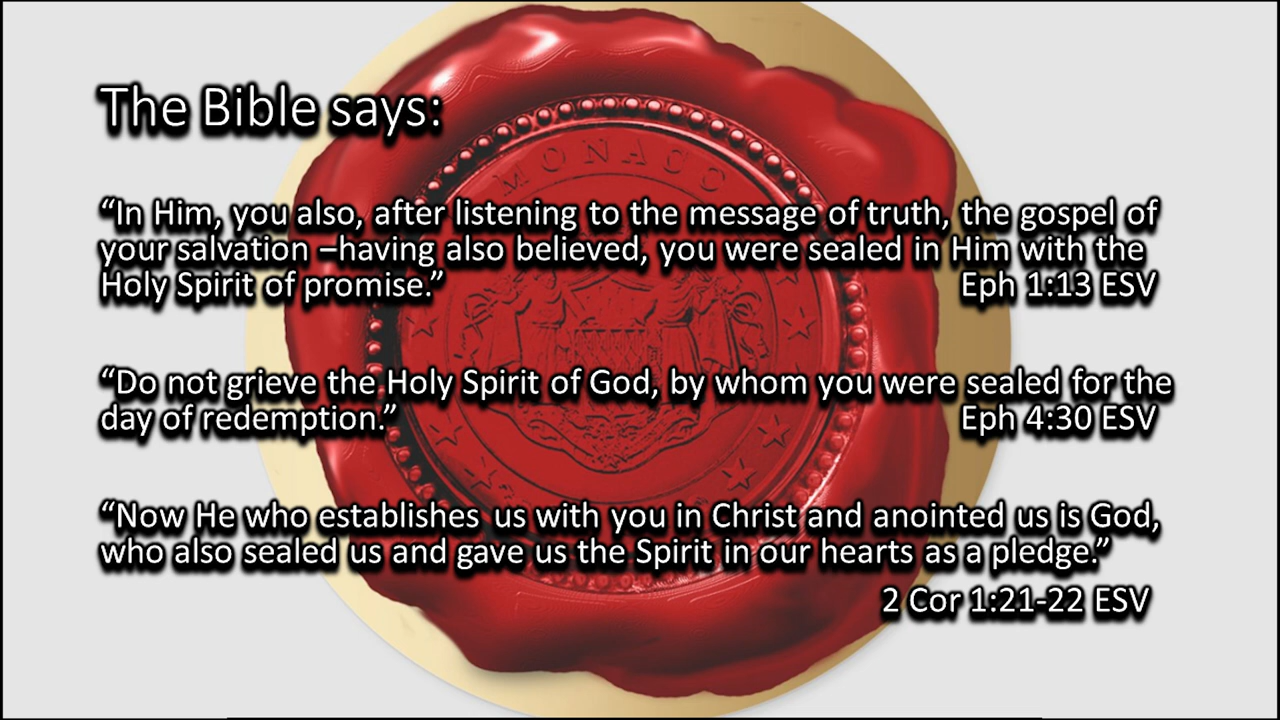 MONACO
The Bible says:
“In Him, you also, after listening to the message of truth, the gospel of
your salvation –having also believed, you were sealed in Him with the
Holy Spirit of promise.” Eph 1:13 ESV
“Do not grieve the Holy Spirit of God, by whom you were sealed for the
day of redemption.” Eph 4:30 ESV
“Now He who establishes us with you in Christ and anointed us is God,
who also sealed us and gave us the Spirit in our hearts as a pledge.”
2 Cor 1:21-22 ESV